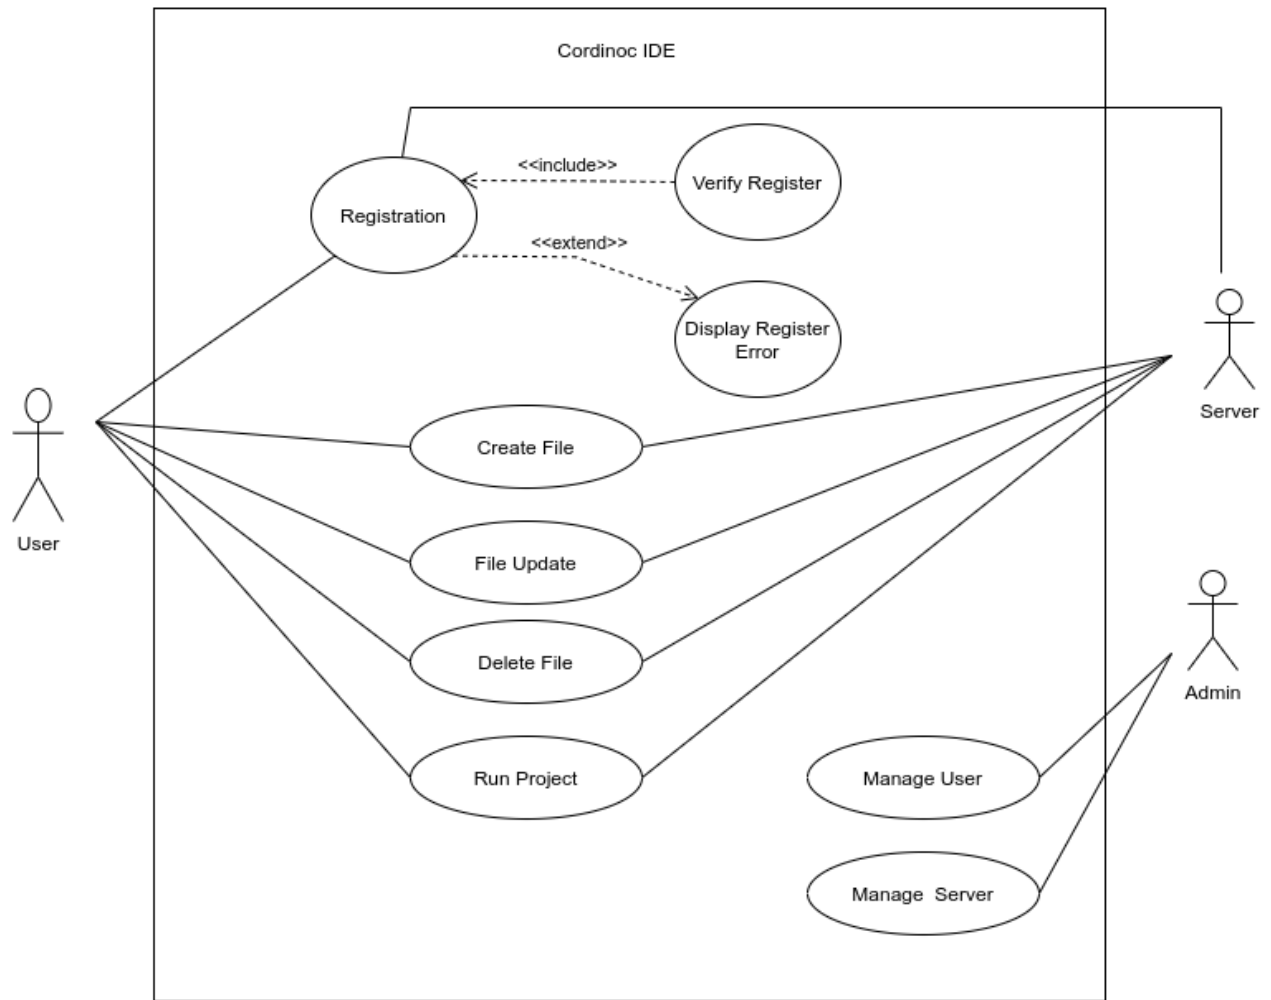 Cordinoc IDE
<<include>>
Verify Register
Registration
<<extend>>
Display Register
Error
Server
Create File
User
File Update
Delete File
Admin
Run Project
Manage User
Manage  Server